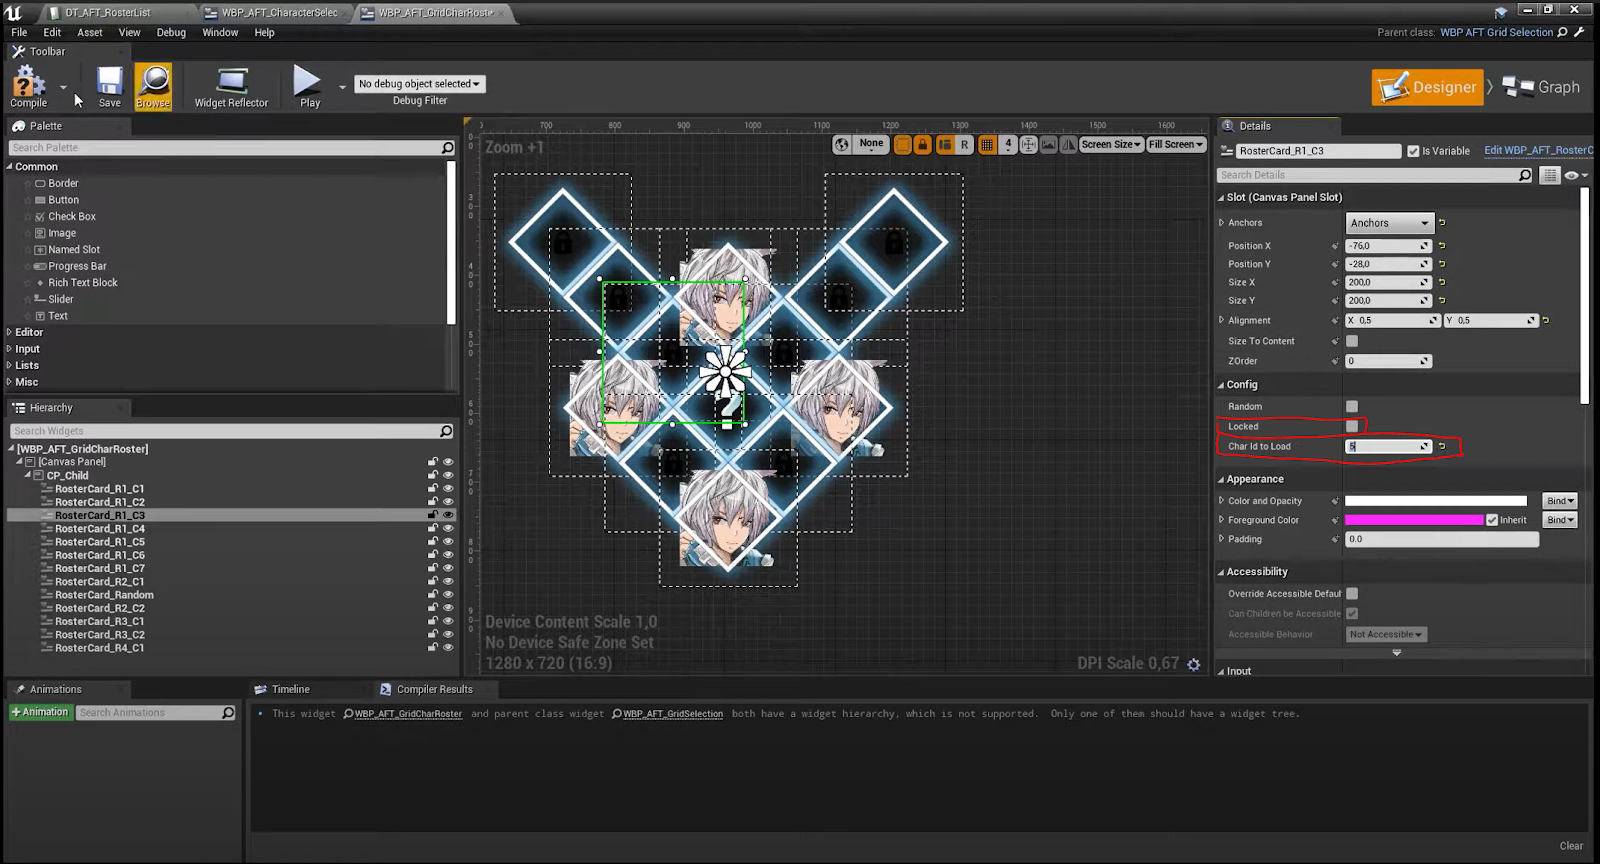 DT_AFT_RosterList
WBP_AFT_CharacterSelec
WBP_AFT_GridCharRoste
File Edit Asset View Debug Window Help
Parent class: WBP AFT Grid Selection
Toolbar
Compile
Save
Browse
Widget Reflector
Play
No debug object selected
Debug Filter
Designer
Graph
Palette
Search Palette
Common
Border
Button
Check Box
Image
Named Slot
Progress Bar
Rich Text Block
Slider
Text
Editor
Input
Lists
Misc
Hierarchy
Search Widgets
[WBP_AFT_GridCharRoster]
[Canvas Panel]
CP_Child
RosterCard_R1_C1
RosterCard_R1_C2
RosterCard_R1_C3
RosterCard_R1_C4
RosterCard_R1_C5
RosterCard_R1_C6
RosterCard_R1_C7
RosterCard_R2_C1
RosterCard_Random
RosterCard_R2_C2
RosterCard_R3_C1
RosterCard_R3_C2
RosterCard_R4_C1
700 800 900 1000 1100 1200 1300 1400 1500 1600
Zoom +1
None
R
4
Screen Size
Fill Screen
?
Device Content Scale 1,0
No Device Safe Zone Set
1280 x 720 (16:9)
DPI Scale 0,67
Details
RosterCard_R1_C3
Is Variable
Edit WBP_AFT_RosterC
Search Details
Slot (Canvas Panel Slot)
Anchors Anchors
Position X -76,0
Position Y -28,0
Size X 200,0
Size Y 200,0
Alignment X 0,5 Y 0,5
Size To Content
ZOrder 0
Config
Random
Locked
Char Id to Load 5
Appearance
Color and Opacity Bind
Foreground Color Inherit Bind
Padding 0.0
Accessibility
Override Accessible Defaul
Can Children be Accessible
Accessible Behavior Not Accessible
Input
Animations
+Animation
Search Animations
Timeline
Compiler Results
This widget WBP_AFT_GridCharRoster and parent class widget WBP_AFT_GridSelection both have a widget hierarchy, which is not supported. Only one of them should have a widget tree.
Clear